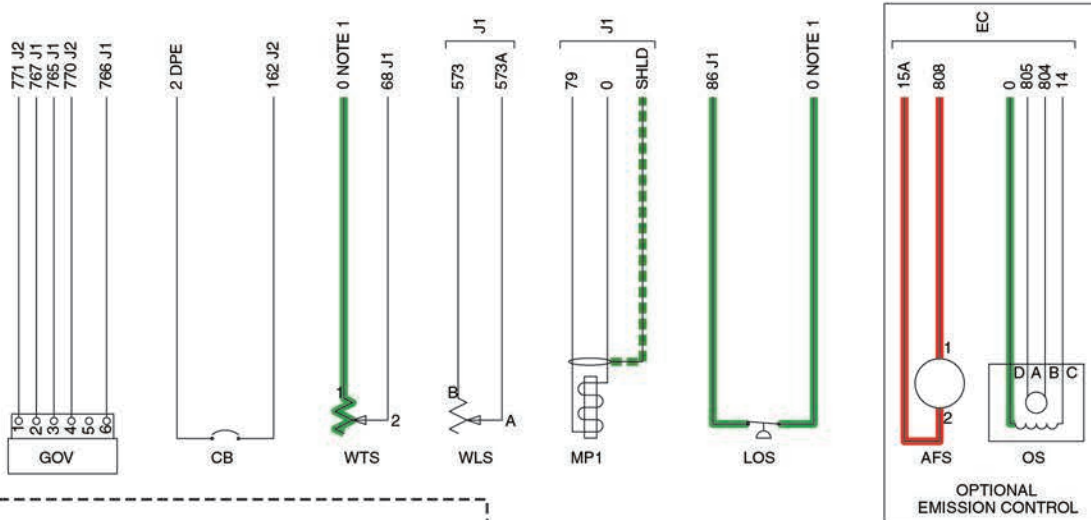 771 J2
767 J1
765 J1
770 J2
766 J1
2 DPE
162 J2
0 NOTE 1
68 J1
J1
573
573A
J1
79
0
SHLD
86 J1
0 NOTE 1
EC
15A
808
0
805
804
14
1
2
3
4
5
6
GOV
CB
1
2
WTS
B
A
WLS
MP1
LOS
1
2
AFS
D A B C
OS
OPTIONAL
EMISSION CONTROL